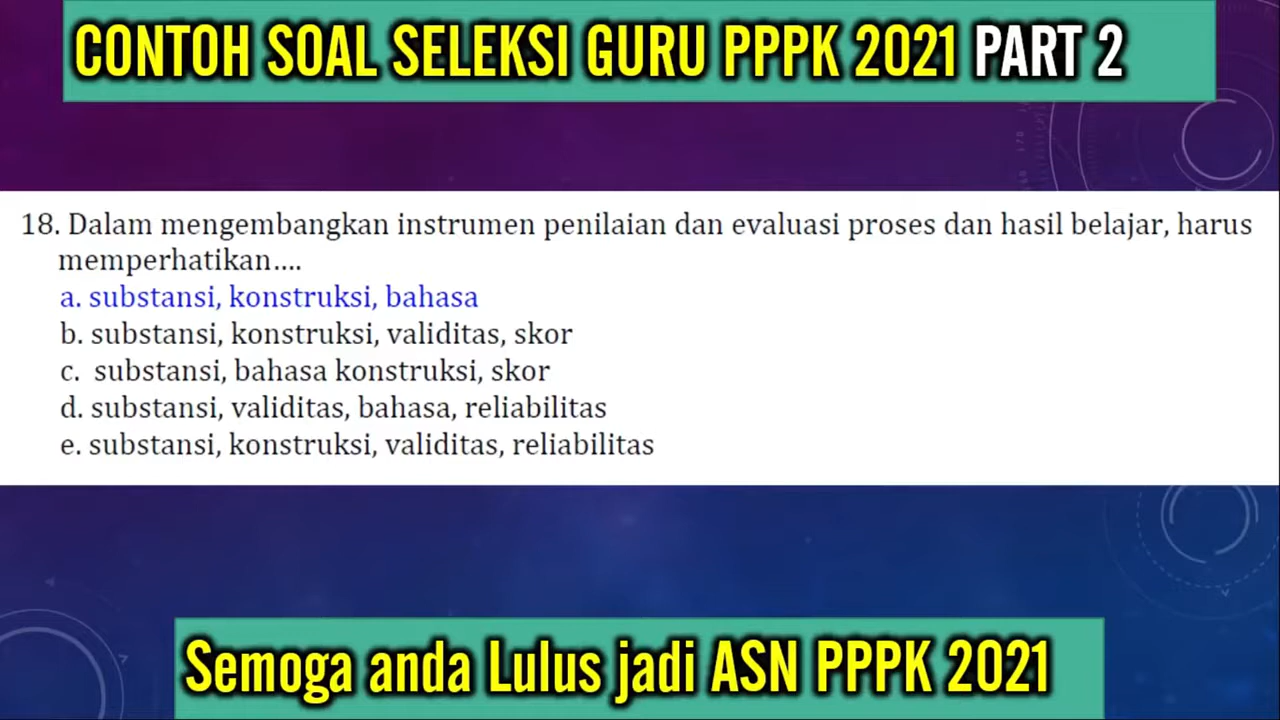 CONTOH SOAL SELEKSI GURU PPPK 2021 PART 2
18. Dalam mengembangkan instrumen penilaian dan evaluasi proses dan hasil belajar, harus
memperhatikan....
a. substansi, konstruksi, bahasa
b. substansi, konstruksi, validitas, skor
c. substansi, bahasa konstruksi, skor
d. substansi, validitas, bahasa, reliabilitas
e. substansi, konstruksi, validitas, reliabilitas
Semoga anda Lulus jadi ASN PPPK 2021